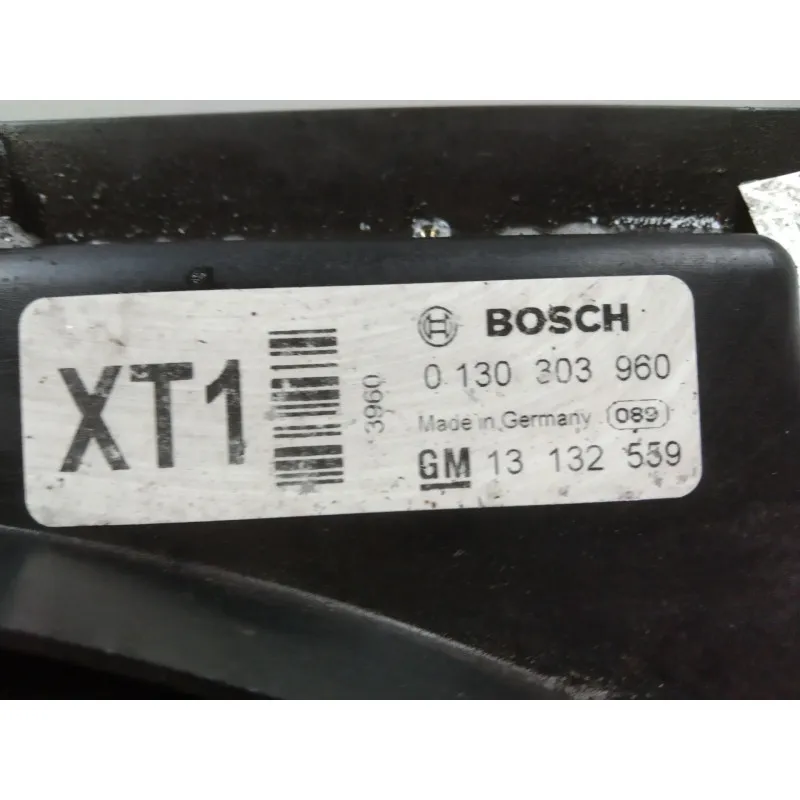 XT1
3960
BOSCH
0 130 303 960
Made in Germany 089
GM 13 132 559